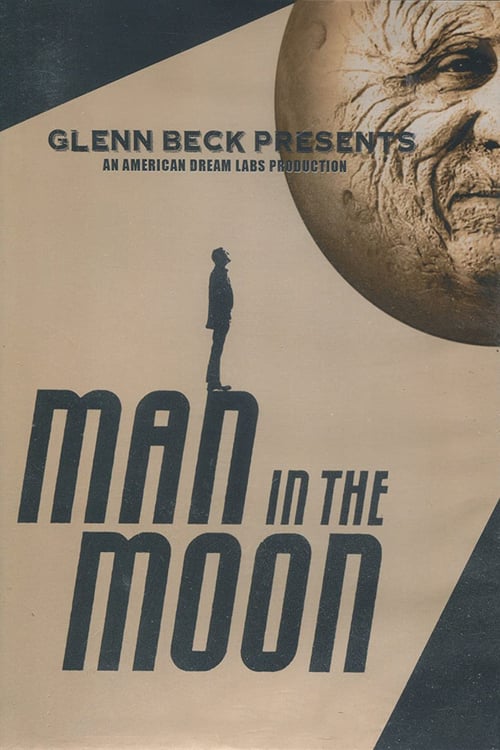 GLENN BECK PRESENTS
AN AMERICAN DREAM LABS PRODUCTION
MAN IN THE
MOON